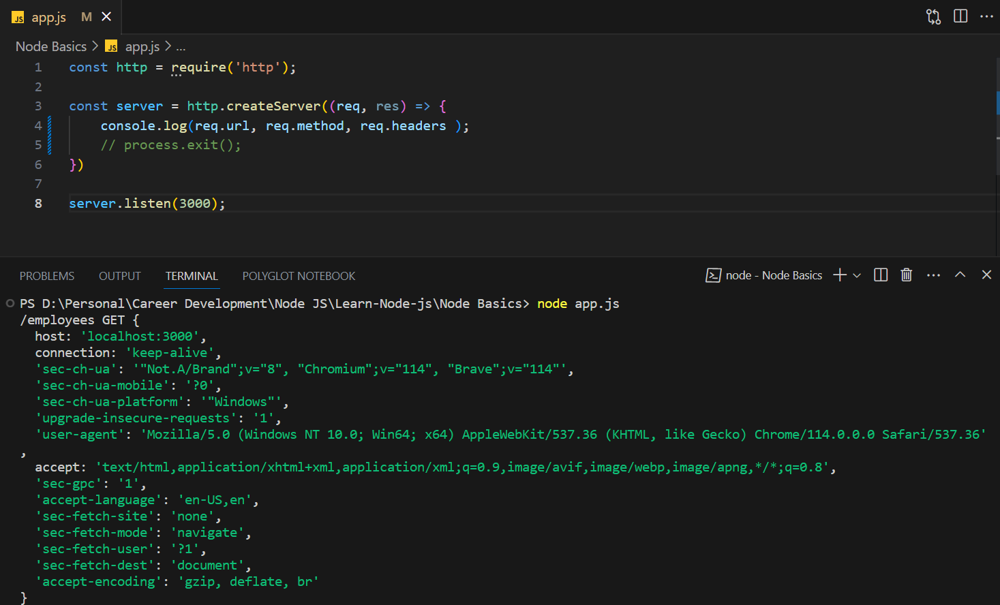 JS app.js M
Node Basics > JS app.js > ...
1 const http = require('http');
2
3 const server = http.createServer((req, res) => {
4     console.log(req.url, req.method, req.headers );
5     // process.exit();
6 })
7
8 server.listen(3000);
PROBLEMS OUTPUT TERMINAL POLYGLOT NOTEBOOK node - Node Basics
PS D:\Personal\Career Development\Node JS\Learn-Node-js\Node Basics> node app.js
/employees GET {
  host: 'localhost:3000',
  connection: 'keep-alive',
  'sec-ch-ua': '"Not.A/Brand";v="8", "Chromium";v="114", "Brave";v="114"',
  'sec-ch-ua-mobile': '?0',
  'sec-ch-ua-platform': '"Windows"',
  'upgrade-insecure-requests': '1',
  'user-agent': 'Mozilla/5.0 (Windows NT 10.0; Win64; x64) AppleWebKit/537.36 (KHTML, like Gecko) Chrome/114.0.0.0 Safari/537.36'
,
  accept: 'text/html,application/xhtml+xml,application/xml;q=0.9,image/avif,image/webp,image/apng,*/*;q=0.8',
  'sec-gpc': '1',
  'accept-language': 'en-US,en',
  'sec-fetch-site': 'none',
  'sec-fetch-mode': 'navigate',
  'sec-fetch-user': '?1',
  'sec-fetch-dest': 'document',
  'accept-encoding': 'gzip, deflate, br'
}